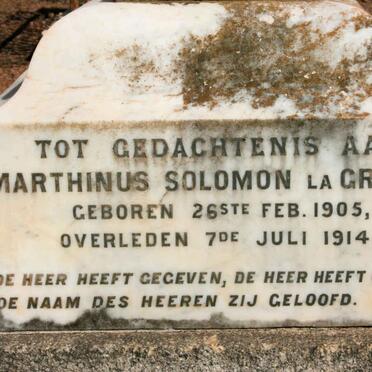 TOT GEDACHTENIS AA
MARTHINUS SOLOMON LA GR
GEBOREN 26STE FEB. 1905,
OVERLEDEN 7DE JULI 1914
DE HEER HEEFT GEGEVEN, DE HEER HEEFT
DE NAAM DES HEEREN ZIJ GELOOFD.